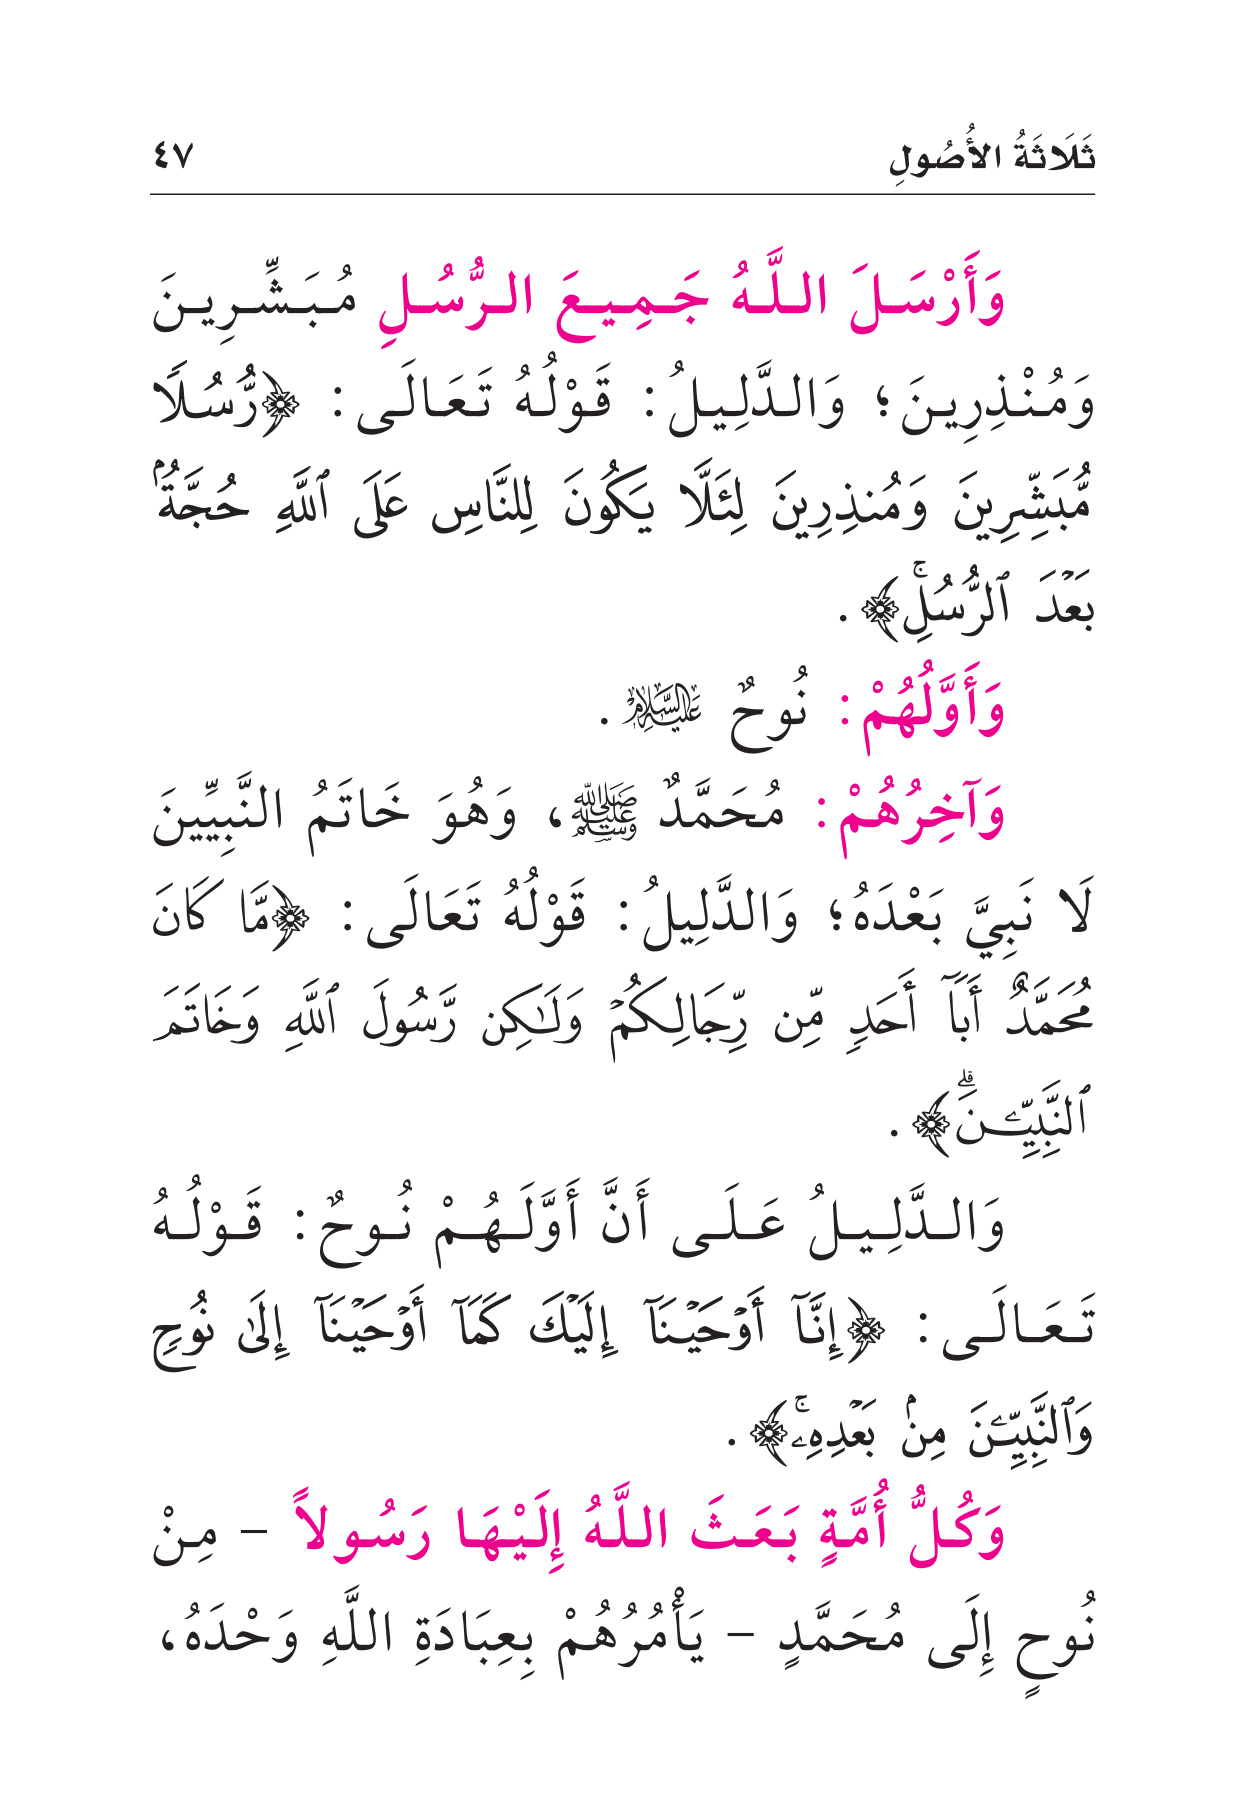 ثَلَاثَةُ الأُصُولِ ٤٧
وَأَرْسَلَ اللَّهُ جَمِيعَ الرُّسُلِ مُبَشِّرِينَ
وَمُنْذِرِينَ؛ وَالدَّلِيلُ: قَوْلُهُ تَعَالَى: ﴿رُّسُلًا
مُّبَشِّرِينَ وَمُنذِرِينَ لِئَلَّا يَكُونَ لِلنَّاسِ عَلَى ٱللَّهِ حُجَّةُۢ
بَعۡدَ ٱلرُّسُلِۚ﴾.
وَأَوَّلُهُمْ: نُوحٌ عَلَيْهِ السَّلَامُ.
وَآخِرُهُمْ: مُحَمَّدٌ ﷺ، وَهُوَ خَاتَمُ النَّبِيِّينَ
لَا نَبِيَّ بَعْدَهُ؛ وَالدَّلِيلُ: قَوْلُهُ تَعَالَى: ﴿مَّا كَانَ
مُحَمَّدٌ أَبَآ أَحَدٖ مِّن رِّجَالِكُمۡ وَلَٰكِن رَّسُولَ ٱللَّهِ وَخَاتَمَ
ٱلنَّبِيِّـۧنَۗ﴾.
وَالدَّلِيلُ عَلَى أَنَّ أَوَّلَهُمْ نُوحٌ: قَوْلُهُ
تَعَالَى: ﴿إِنَّآ أَوۡحَيۡنَآ إِلَيۡكَ كَمَآ أَوۡحَيۡنَآ إِلَىٰ نُوحٖ
وَٱلنَّبِيِّـۧنَ مِنۢ بَعۡدِهِۦۚ﴾.
وَكُلُّ أُمَّةٍ بَعَثَ اللَّهُ إِلَيْهَا رَسُولاً – مِنْ
نُوحٍ إِلَى مُحَمَّدٍ – يَأْمُرُهُمْ بِعِبَادَةِ اللَّهِ وَحْدَهُ،